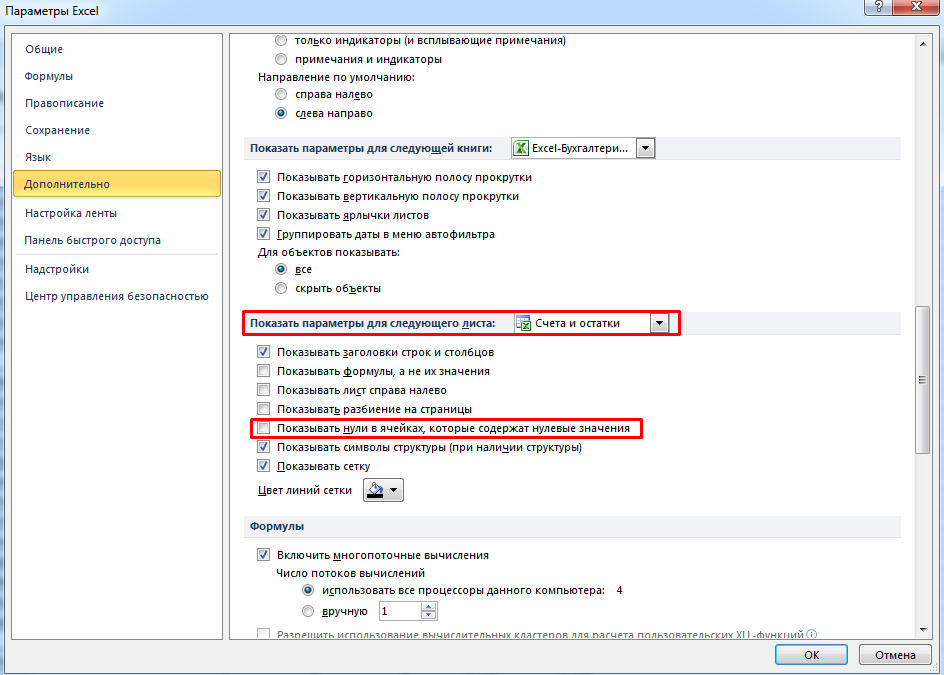 Параметры Excel
Общие
Формулы
Правописание
Сохранение
Язык
Дополнительно
Настройка ленты
Панель быстрого доступа
Надстройки
Центр управления безопасностью
только индикаторы (и всплывающие примечания)
примечания и индикаторы
Направление по умолчанию:
справа налево
слева направо
Показать параметры для следующей книги: Excel-Бухгалтери...
Показывать горизонтальную полосу прокрутки
Показывать вертикальную полосу прокрутки
Показывать ярлычки листов
Группировать даты в меню автофильтра
Для объектов показывать:
все
скрыть объекты
Показать параметры для следующего листа: Счета и остатки
Показывать заголовки строк и столбцов
Показывать формулы, а не их значения
Показывать лист справа налево
Показывать разбиение на страницы
Показывать нули в ячейках, которые содержат нулевые значения
Показывать символы структуры (при наличии структуры)
Показывать сетку
Цвет линий сетки
Формулы
Включить многопоточные вычисления
Число потоков вычислений
использовать все процессоры данного компьютера: 4
вручную 1
Разрешить использование вычислительных кластеров для расчета пользовательских XLL-функций
ОК
Отмена